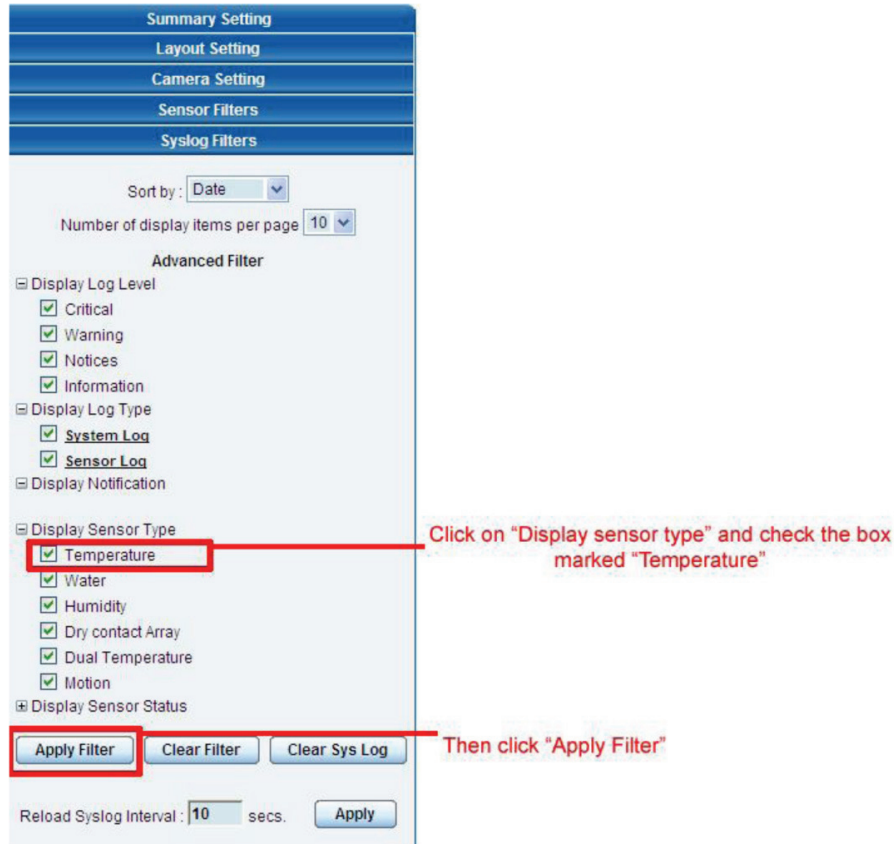 Summary Setting
Layout Setting
Camera Setting
Sensor Filters
Syslog Filters
Sort by : Date
Number of display items per page 10
Advanced Filter
Display Log Level
Critical
Warning
Notices
Information
Display Log Type
System Log
Sensor Log
Display Notification
Display Sensor Type
Temperature
Water
Humidity
Dry contact Array
Dual Temperature
Motion
Display Sensor Status
Click on “Display sensor type” and check the box
marked “Temperature”
Apply Filter Clear Filter Clear Sys Log
Then click “Apply Filter”
Reload Syslog Interval : 10 secs. Apply